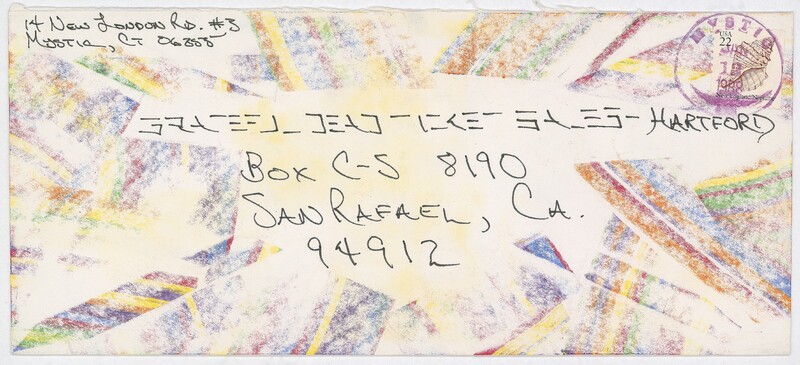 14 NEW LONDON RD. #3
MYSTIC, CT 06355
MYSTIC
USA
22
GRATEFUL DEAD TICKET SALES - HARTFORD
BOX C-S 8190
SAN RAFAEL, CA.
94912